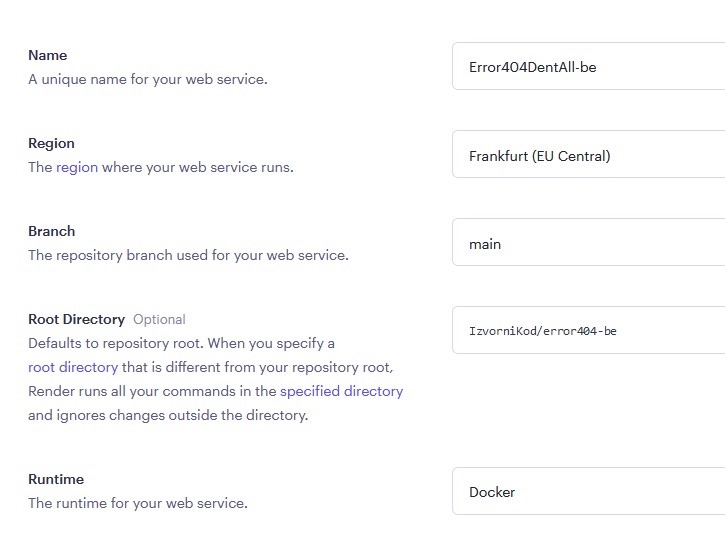 Name
A unique name for your web service.
Error404DentAll-be
Region
The region where your web service runs.
Frankfurt (EU Central)
Branch
The repository branch used for your web service.
main
Root Directory Optional
Defaults to repository root. When you specify a
root directory that is different from your repository root,
Render runs all your commands in the specified directory
and ignores changes outside the directory.
IzvorniKod/error404-be
Runtime
The runtime for your web service.
Docker